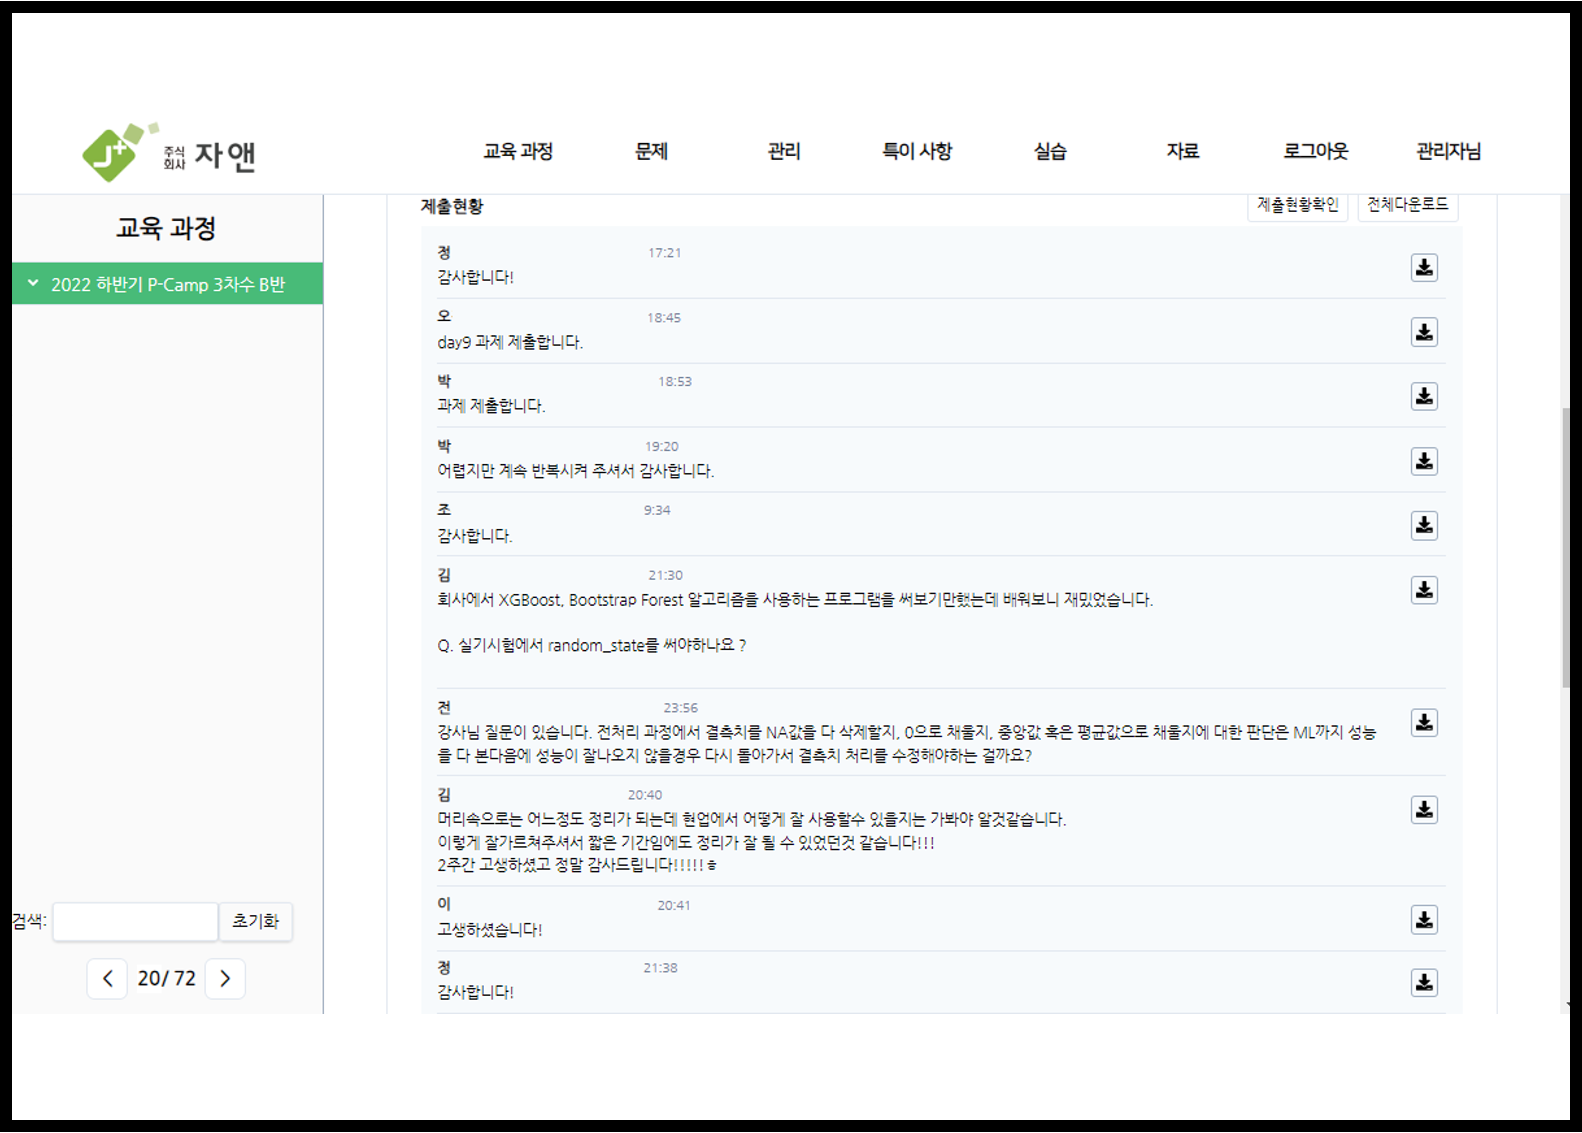 J+ 주식회사 자앤
교육 과정
문제
관리
특이 사항
실습
자료
로그아웃
관리자님
교육 과정
2022 하반기 P-Camp 3차수 B반
검색:
초기화
20/ 72
제출현황
제출현황확인
전체다운로드
정 17:21
감사합니다!
오 18:45
day9 과제 제출합니다.
박 18:53
과제 제출합니다.
박 19:20
어렵지만 계속 반복시켜 주셔서 감사합니다.
조 9:34
감사합니다.
김 21:30
회사에서 XGBoost, Bootstrap Forest 알고리즘을 사용하는 프로그램을 써보기만했는데 배워보니 재밌었습니다.
Q. 실기시험에서 random_state를 써야하나요 ?
전 23:56
강사님 질문이 있습니다. 전처리 과정에서 결측치를 NA값을 다 삭제할지, 0으로 채울지, 중앙값 혹은 평균값으로 채울지에 대한 판단은 ML까지 성능
을 다 본다음에 성능이 잘나오지 않을경우 다시 돌아가서 결측치 처리를 수정해야하는 걸까요?
김 20:40
머리속으로는 어느정도 정리가 되는데 현업에서 어떻게 잘 사용할수 있을지는 가봐야 알것같습니다.
이렇게 잘가르쳐주셔서 짧은 기간임에도 정리가 잘 될 수 있었던것 같습니다!!!
2주간 고생하셨고 정말 감사드립니다!!!!!ㅎ
이 20:41
고생하셨습니다!
정 21:38
감사합니다!